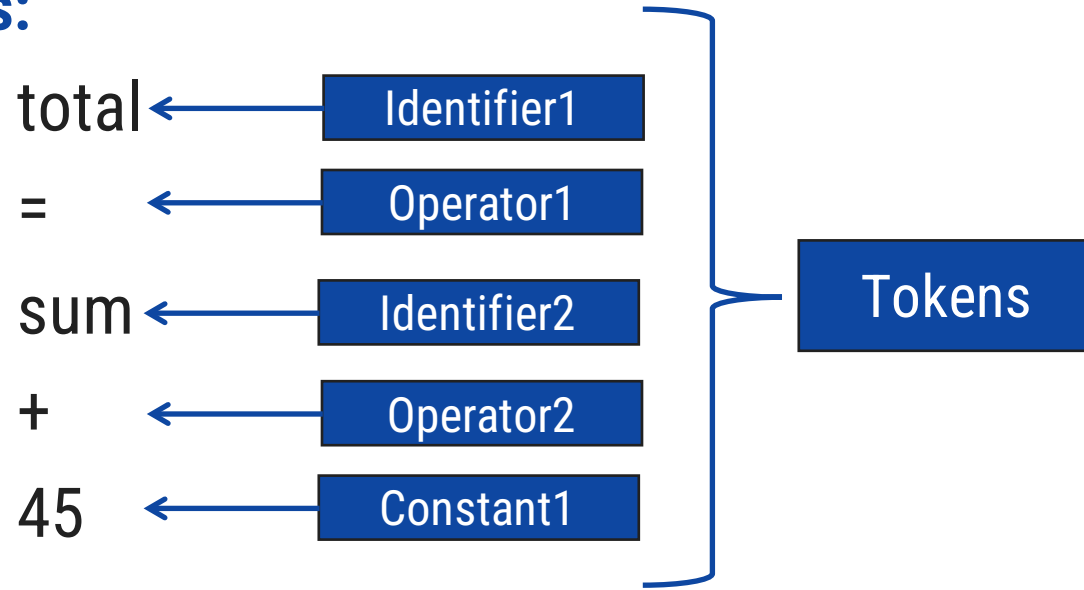 s:
total Identifier1
= Operator1
sum Identifier2
+ Operator2
45 Constant1
Tokens